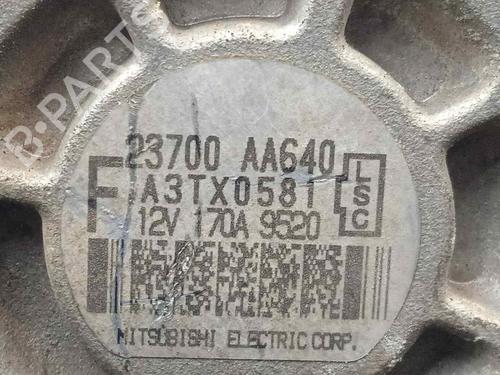 23700 AA640
F A3TX0581
LSC
12V 170A 9520
MITSUBISHI ELECTRIC CORP.
B-PARTS